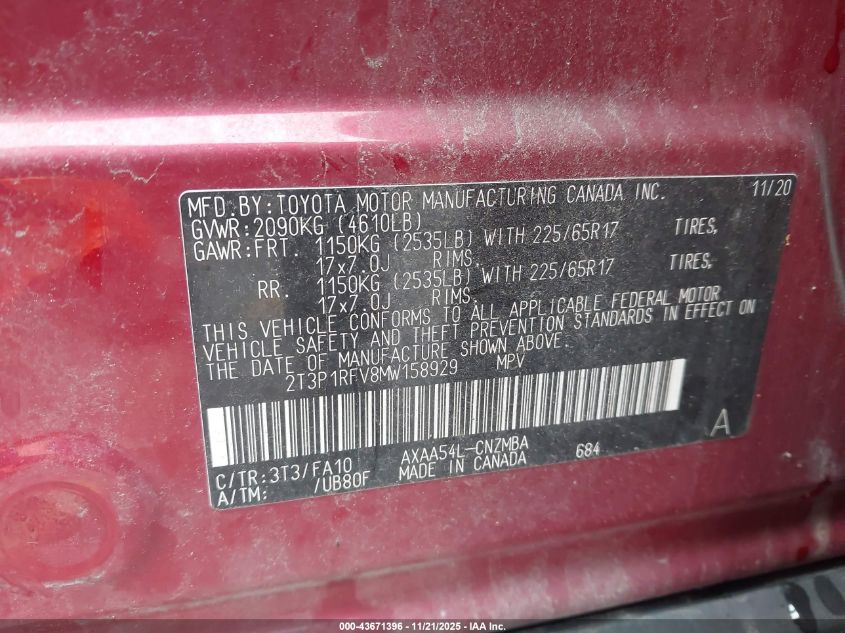 MFD.BY:TOYOTA MOTOR MANUFACTURING CANADA INC. 11/20
GVWR:2090KG (4610LB)
GAWR:FRT. 1150KG (2535LB) WITH 225/65R17 TIRES,
17x7.0J RIMS,
RR. 1150KG (2535LB) WITH 225/65R17 TIRES,
17x7.0J RIMS,
THIS VEHICLE CONFORMS TO ALL APPLICABLE FEDERAL MOTOR
VEHICLE SAFETY AND THEFT PREVENTION STANDARDS IN EFFECT ON
THE DATE OF MANUFACTURE SHOWN ABOVE.
2T3P1RFV8MW158929 MPV
A
C/TR:3T3/FA10 AXAA54L-CNZMBA 684
A/TM: /UB80F MADE IN CANADA
000-43671396 - 11/21/2025 - IAA Inc.